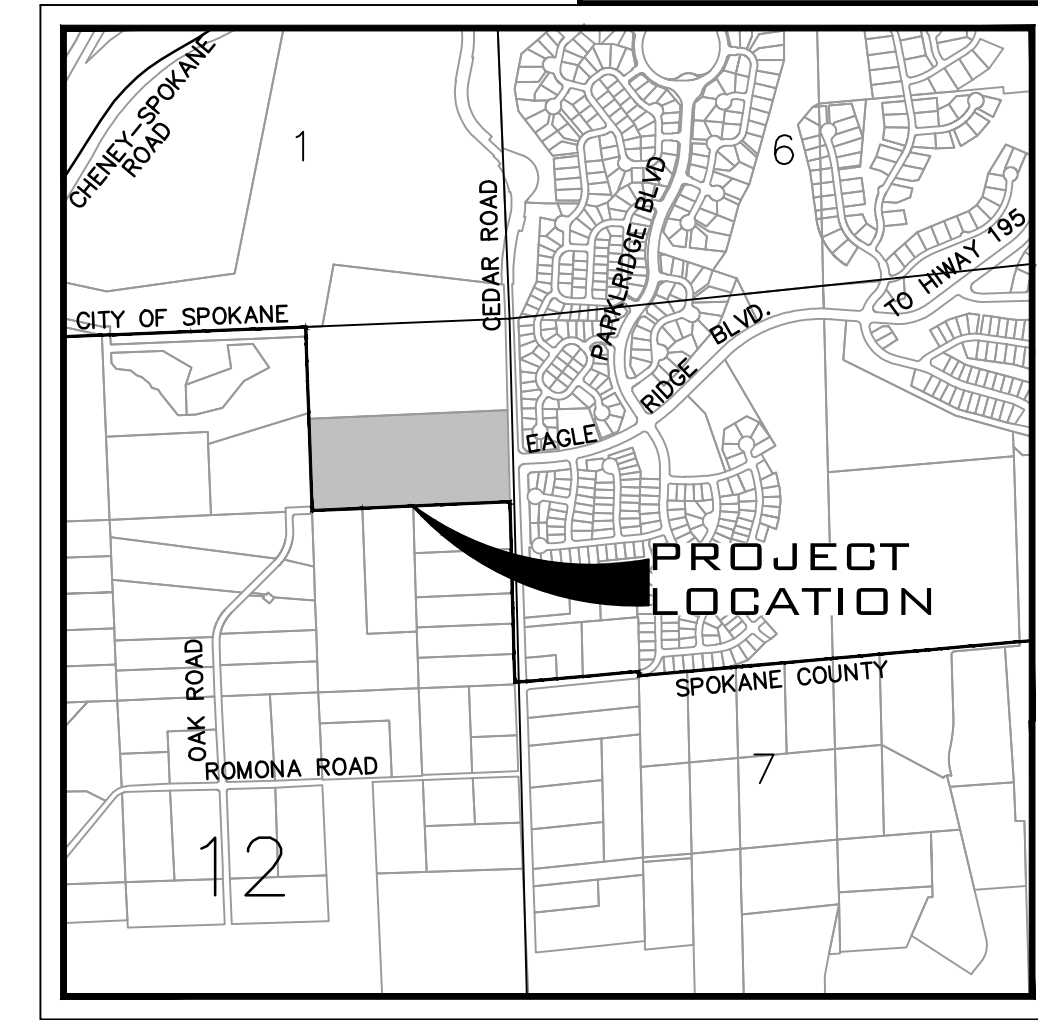 CHENEY-SPOKANE
ROAD
1
6
CEDAR ROAD
PARKLRIDGE BLVD
TO HIWAY 195
CITY OF SPOKANE
EAGLE RIDGE BLVD.
PROJECT
LOCATION
OAK ROAD
SPOKANE COUNTY
ROMONA ROAD
7
12